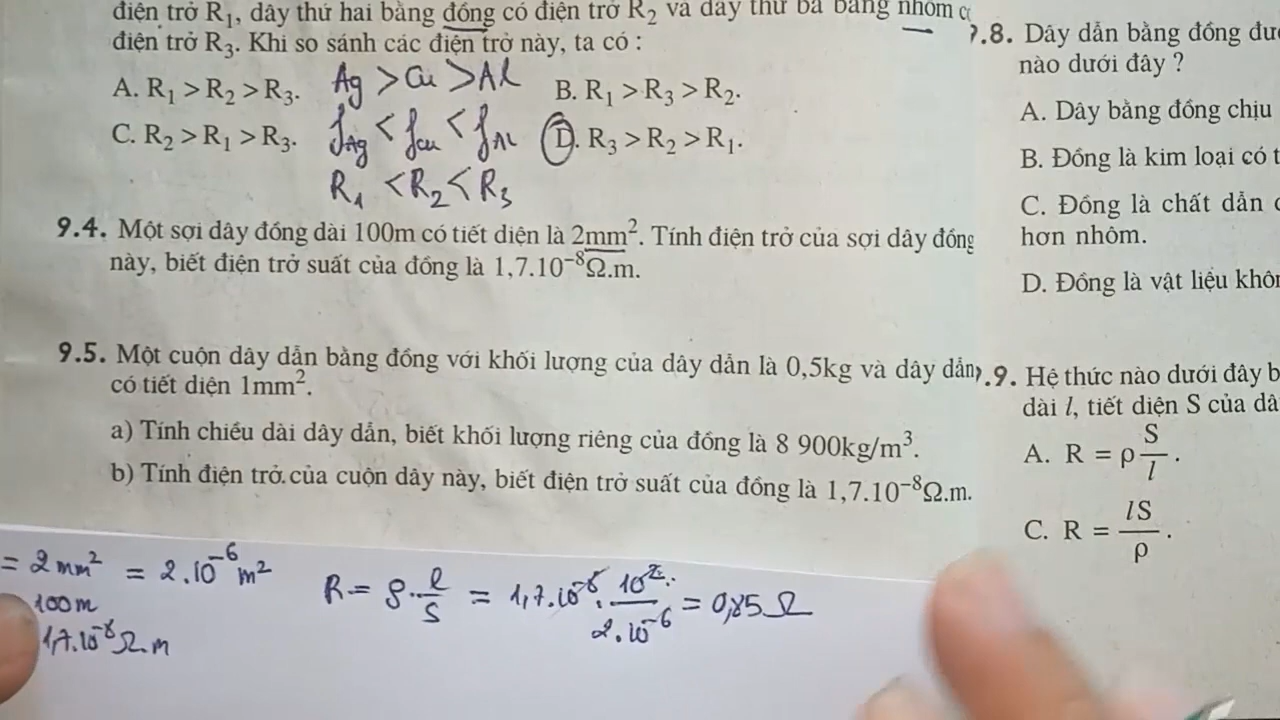 điện trở R₁, dây thứ hai bằng đồng có điện trở R₂ và dây thứ ba bằng nhôm có
điện trở R₃. Khi so sánh các điện trở này, ta có :
A. R₁ > R₂ > R₃.
B. R₁ > R₃ > R₂.
C. R₂ > R₁ > R₃.
D. R₃ > R₂ > R₁.
Ag > Cu > Al
ρAg < ρCu < ρAl
R₁ < R₂ < R₃
9.4. Một sợi dây đồng dài 100m có tiết diện là 2mm². Tính điện trở của sợi dây đồng
này, biết điện trở suất của đồng là 1,7.10⁻⁸Ω.m.
9.5. Một cuộn dây dẫn bằng đồng với khối lượng của dây dẫn là 0,5kg và dây dẫn
có tiết diện 1mm².
a) Tính chiều dài dây dẫn, biết khối lượng riêng của đồng là 8 900kg/m³.
b) Tính điện trở của cuộn dây này, biết điện trở suất của đồng là 1,7.10⁻⁸Ω.m.
= 2mm² = 2.10⁻⁶m²
100m
1,7.10⁻⁸Ω.m
R = ρ.l/S = 1,7.10⁻⁸.10²/2.10⁻⁶ = 0,85Ω
9.8. Dây dẫn bằng đồng
nào dưới đây ?
A. Dây bằng đồng chịu
B. Đồng là kim loại có
C. Đồng là chất dẫn
hơn nhôm.
D. Đồng là vật liệu
9.9. Hệ thức nào dưới đây
dài l, tiết diện S của
A. R = ρ S/l .
C. R = lS/ρ .